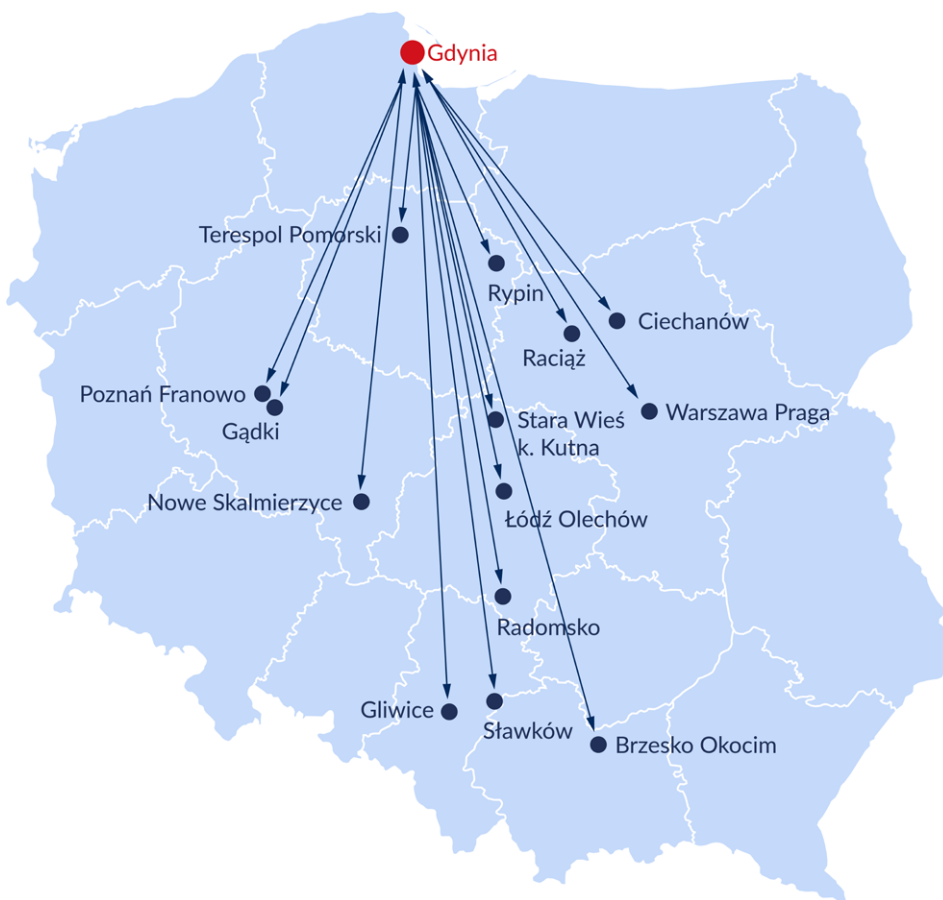 Gdynia
Terespol Pomorski
Rypin
Ciechanów
Raciąż
Poznań Franowo
Gądki
Warszawa Praga
Stara Wieś
k. Kutna
Nowe Skalmierzyce
Łódź Olechów
Radomsko
Gliwice
Sławków
Brzesko Okocim